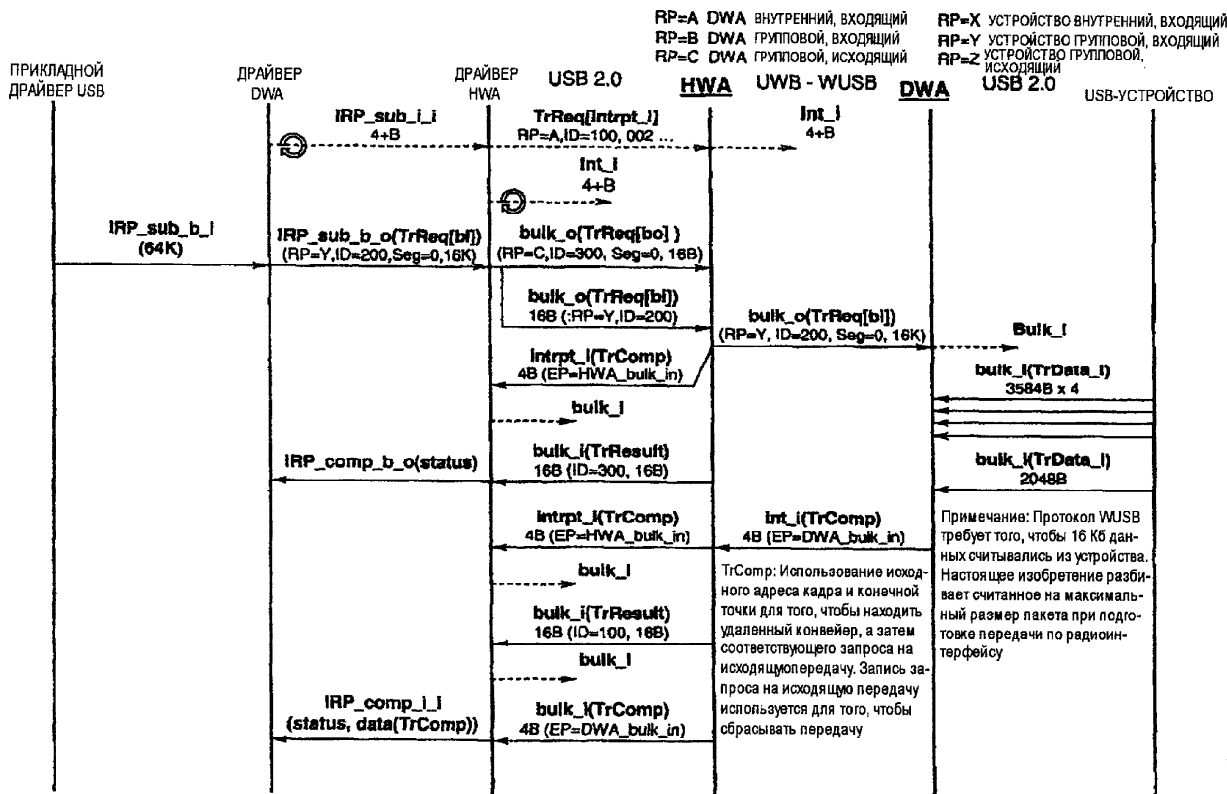 RP=A DWA ВНУТРЕННИЙ, ВХОДЯЩИЙ
RP=B DWA ГРУППОВОЙ, ВХОДЯЩИЙ
RP=C DWA ГРУППОВОЙ, ИСХОДЯЩИЙ
RP=X УСТРОЙСТВО ВНУТРЕННИЙ, ВХОДЯЩИЙ
RP=Y УСТРОЙСТВО ГРУППОВОЙ, ВХОДЯЩИЙ
RP=Z УСТРОЙСТВО ГРУППОВОЙ,
ИСХОДЯЩИЙ
ПРИКЛАДНОЙ
ДРАЙВЕР USB
ДРАЙВЕР
DWA
ДРАЙВЕР
HWA
USB 2.0
HWA
UWB - WUSB
DWA
USB 2.0
USB-УСТРОЙСТВО
IRP_sub_i_i
4+B
TrReq[Intrpt_i]
RP=A,ID=100, 002 ...
Int_i
4+B
Int_i
4+B
IRP_sub_b_i
(64K)
IRP_sub_b_o(TrReq[bi])
(RP=Y,ID=200,Seg=0,16K)
bulk_o(TrReq[bo] )
(RP=C,ID=300, Seg=0, 16B)
bulk_o(TrReq[bi])
16B (:RP=Y,ID=200)
bulk_o(TrReq[bi])
(RP=Y, ID=200, Seg=0, 16K)
Bulk_i
intrpt_i(TrComp)
4B (EP=HWA_bulk_in)
bulk_i(TrData_i)
3584B x 4
bulk_i
IRP_comp_b_o(status)
bulk_i(TrResult)
16B (ID=300, 16B)
bulk_i(TrData_i)
2048B
intrpt_i(TrComp)
4B (EP=HWA_bulk_in)
int_i(TrComp)
4B (EP=DWA_bulk_in)
Примечание: Протокол WUSB
требует того, чтобы 16 Кб дан-
ных считывались из устройства.
Настоящее изобретение разби-
вает считанное на максималь-
ный размер пакета при подго-
товке передачи по радиоин-
терфейсу
bulk_i
TrComp: Использование исход-
ного адреса кадра и конечной
точки для того, чтобы находить
удаленный конвейер, а затем
соответствующего запроса на
исходящуюпередачу. Запись за-
проса на исходящую передачу
используется для того, чтобы
сбрасывать передачу
bulk_i(TrResult)
16B (ID=100, 16B)
bulk_i
IRP_comp_i_i
(status, data(TrComp))
bulk_i(TrComp)
4B (EP=DWA_bulk_in)